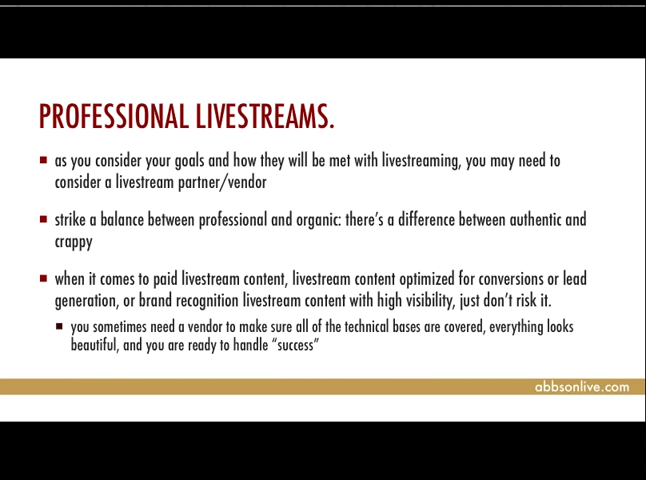 PROFESSIONAL LIVESTREAMS.
as you consider your goals and how they will be met with livestreaming, you may need to
consider a livestream partner/vendor
strike a balance between professional and organic: there's a difference between authentic and
crappy
when it comes to paid livestream content, livestream content optimized for conversions or lead
generation, or brand recognition livestream content with high visibility, just don't risk it.
you sometimes need a vendor to make sure all of the technical bases are covered, everything looks
beautiful, and you are ready to handle “success”
abbsonlive.com